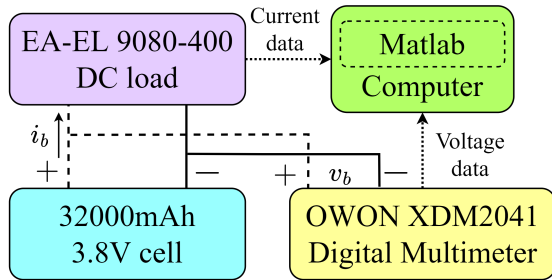 EA-EL 9080-400
DC load
Current
data
Matlab
Computer
i_b
Voltage
data
+
−
+
v_b
−
32000mAh
3.8V cell
OWON XDM2041
Digital Multimeter